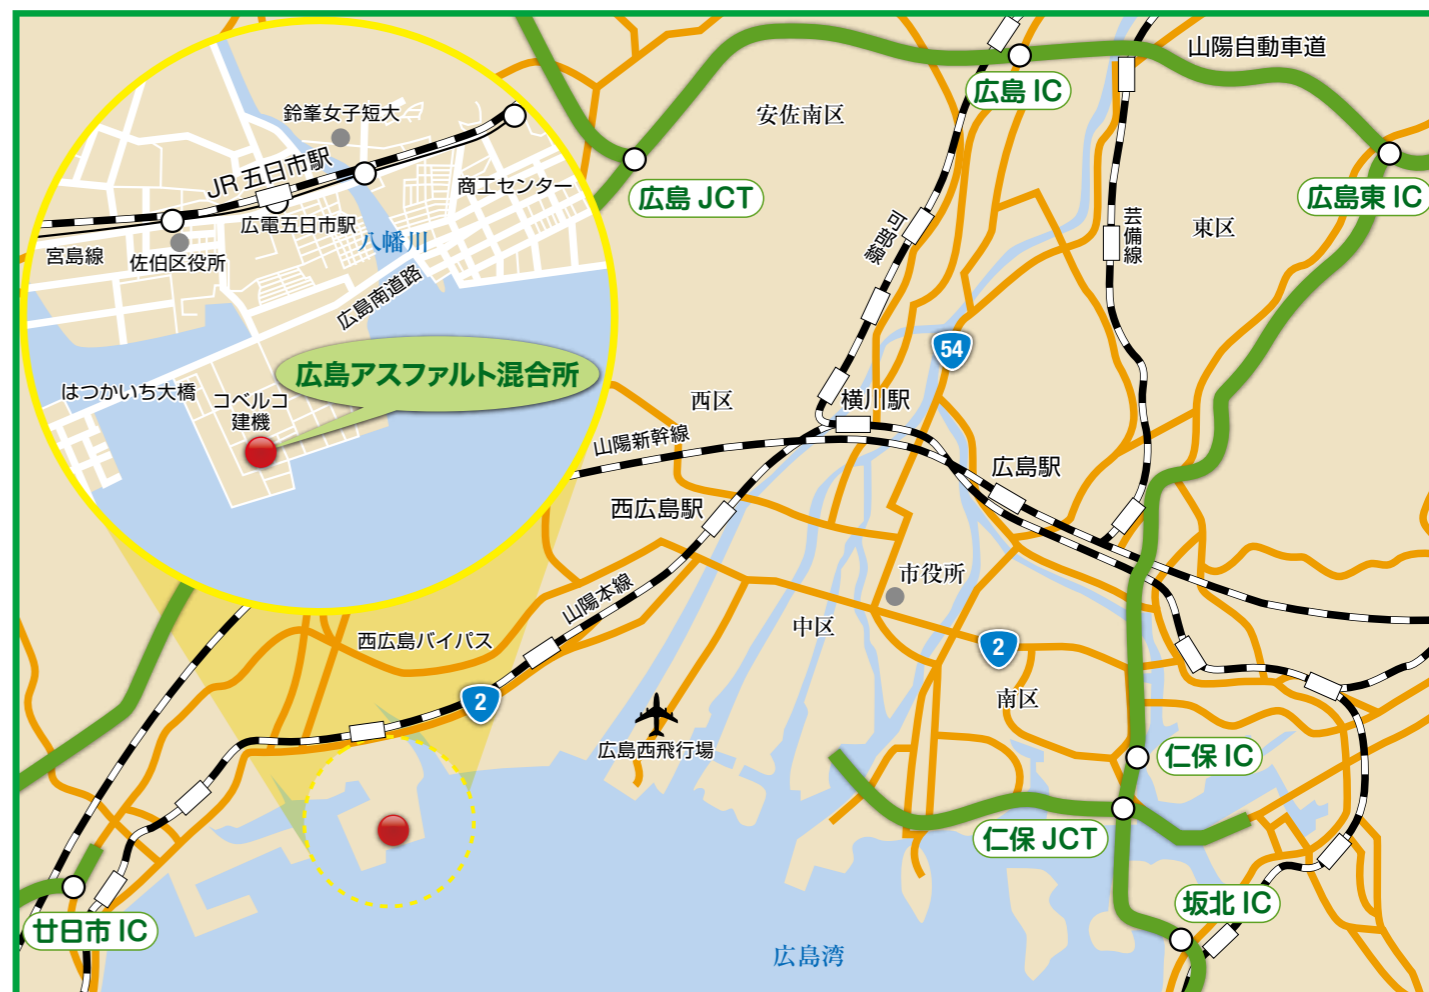 山陽自動車道
広島 IC
安佐南区
鈴峯女子短大
JR 五日市駅
広島 JCT
商工センター
広島東 IC
可部線
芸備線
東区
広電五日市駅
八幡川
宮島線
佐伯区役所
広島南道路
54
広島アスファルト混合所
はつかいち大橋
コベルコ
建機
西区
横川駅
山陽新幹線
広島駅
西広島駅
市役所
山陽本線
中区
西広島バイパス
2
南区
2
広島西飛行場
仁保 IC
仁保 JCT
坂北 IC
廿日市 IC
広島湾